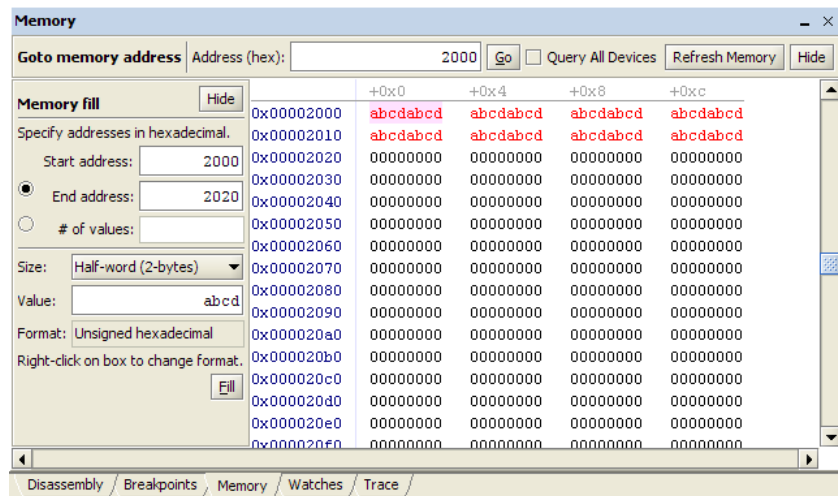 Memory
Goto memory address Address (hex): 2000 Go Query All Devices Refresh Memory Hide
Memory fill Hide
Specify addresses in hexadecimal.
Start address: 2000
End address: 2020
# of values:
Size: Half-word (2-bytes)
Value: abcd
Format: Unsigned hexadecimal
Right-click on box to change format.
Fill
+0x0 +0x4 +0x8 +0xc
0x00002000 abcdabcd abcdabcd abcdabcd abcdabcd
0x00002010 abcdabcd abcdabcd abcdabcd abcdabcd
0x00002020 00000000 00000000 00000000 00000000
0x00002030 00000000 00000000 00000000 00000000
0x00002040 00000000 00000000 00000000 00000000
0x00002050 00000000 00000000 00000000 00000000
0x00002060 00000000 00000000 00000000 00000000
0x00002070 00000000 00000000 00000000 00000000
0x00002080 00000000 00000000 00000000 00000000
0x00002090 00000000 00000000 00000000 00000000
0x000020a0 00000000 00000000 00000000 00000000
0x000020b0 00000000 00000000 00000000 00000000
0x000020c0 00000000 00000000 00000000 00000000
0x000020d0 00000000 00000000 00000000 00000000
0x000020e0 00000000 00000000 00000000 00000000
0x000020f0 00000000 00000000 00000000 00000000
Disassembly Breakpoints Memory Watches Trace